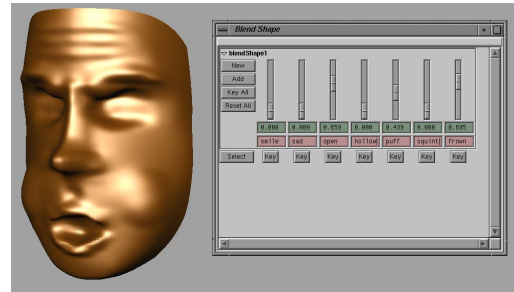 Blend Shape
blendShape1
New
Add
Key All
Reset All
0.000 0.000 0.659 0.000 0.439 0.000 0.695
smile sad open hollow puff squint frown
Select Key Key Key Key Key Key Key